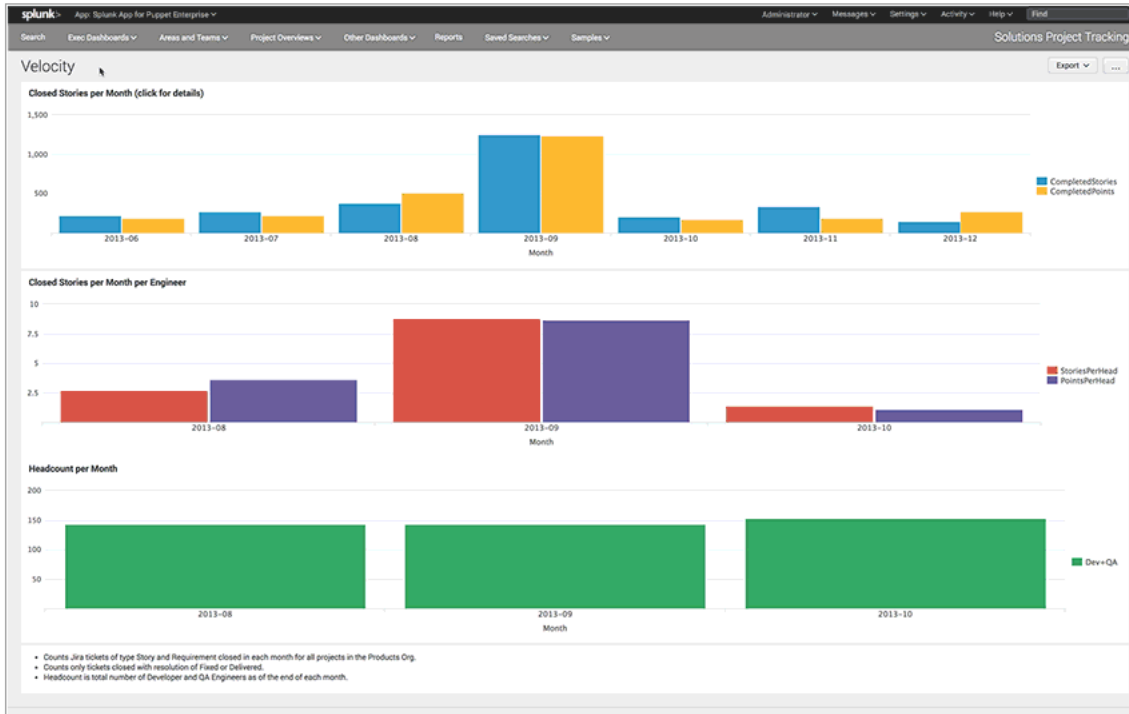 splunk> App: Splunk App for Puppet Enterprise Administrator Messages Settings Activity Help Find
Search Exec Dashboards Areas and Teams Project Overviews Other Dashboards Reports Saved Searches Samples Solutions Project Tracking
Velocity Export ...
Closed Stories per Month (click for details)
1,500
1,000
500
CompletedStories
CompletedPoints
2013-06 2013-07 2013-08 2013-09 2013-10 2013-11 2013-12
Month
Closed Stories per Month per Engineer
10
7.5
5
2.5
StoriesPerHead
PointsPerHead
2013-08 2013-09 2013-10
Month
Headcount per Month
200
150
100
50
Dev+QA
2013-08 2013-09 2013-10
Month
• Counts Jira tickets of type Story and Requirement closed in each month for all projects in the Products Org.
• Counts only tickets closed with resolution of Fixed or Delivered.
• Headcount is total number of Developer and QA Engineers as of the end of each month.